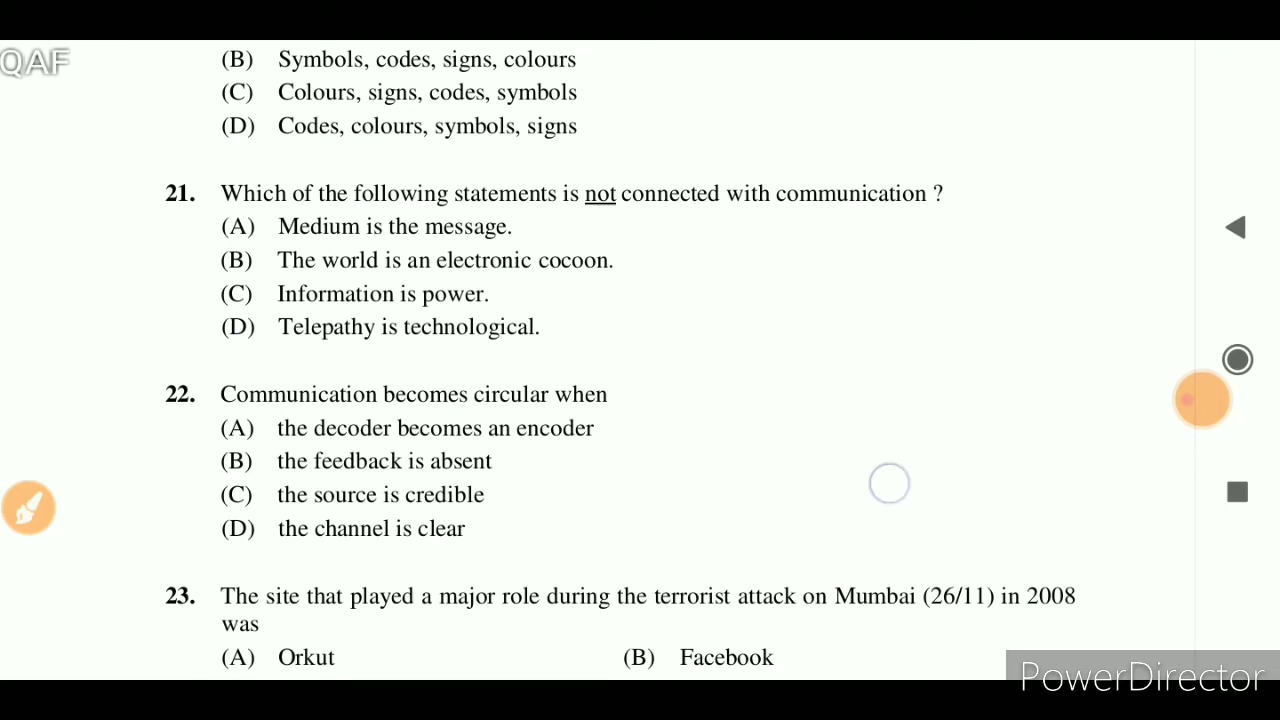 QAF
(B) Symbols, codes, signs, colours
(C) Colours, signs, codes, symbols
(D) Codes, colours, symbols, signs
21. Which of the following statements is not connected with communication ?
(A) Medium is the message.
(B) The world is an electronic cocoon.
(C) Information is power.
(D) Telepathy is technological.
22. Communication becomes circular when
(A) the decoder becomes an encoder
(B) the feedback is absent
(C) the source is credible
(D) the channel is clear
23. The site that played a major role during the terrorist attack on Mumbai (26/11) in 2008
was
(A) Orkut (B) Facebook
PowerDirector